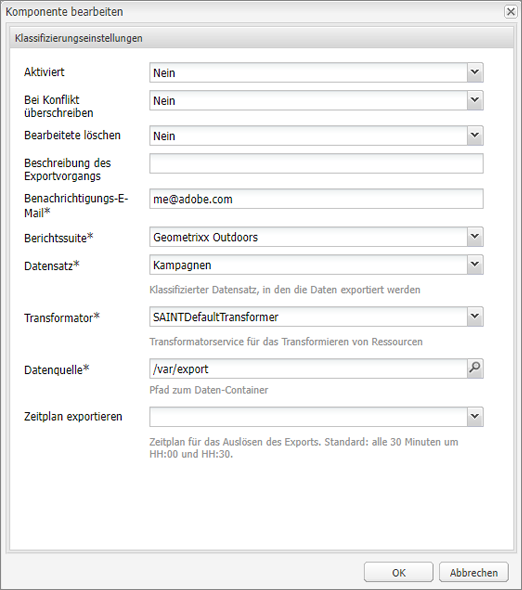 Komponente bearbeiten
Klassifizierungseinstellungen
Aktiviert
Nein
Bei Konflikt
überschreiben
Nein
Bearbeitete löschen
Nein
Beschreibung des
Exportvorgangs
Benachrichtigungs-E-
Mail*
me@adobe.com
Berichtssuite*
Geometrixx Outdoors
Datensatz*
Kampagnen
Klassifizierter Datensatz, in den die Daten exportiert werden
Transformator*
SAINTDefaultTransformer
Transformatorservice für das Transformieren von Ressourcen
Datenquelle*
/var/export
Pfad zum Daten-Container
Zeitplan exportieren
Zeitplan für das Auslösen des Exports. Standard: alle 30 Minuten um
HH:00 und HH:30.
OK
Abbrechen